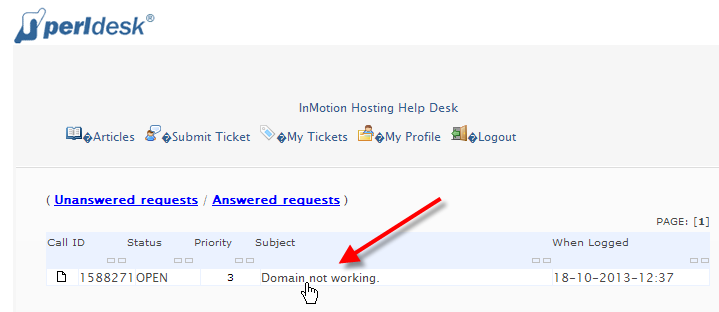 perldesk®
InMotion Hosting Help Desk
�Articles �Submit Ticket �My Tickets �My Profile �Logout
( Unanswered requests / Answered requests )
PAGE: [1]
Call ID Status Priority Subject When Logged
1588271 OPEN 3 Domain not working. 18-10-2013-12:37